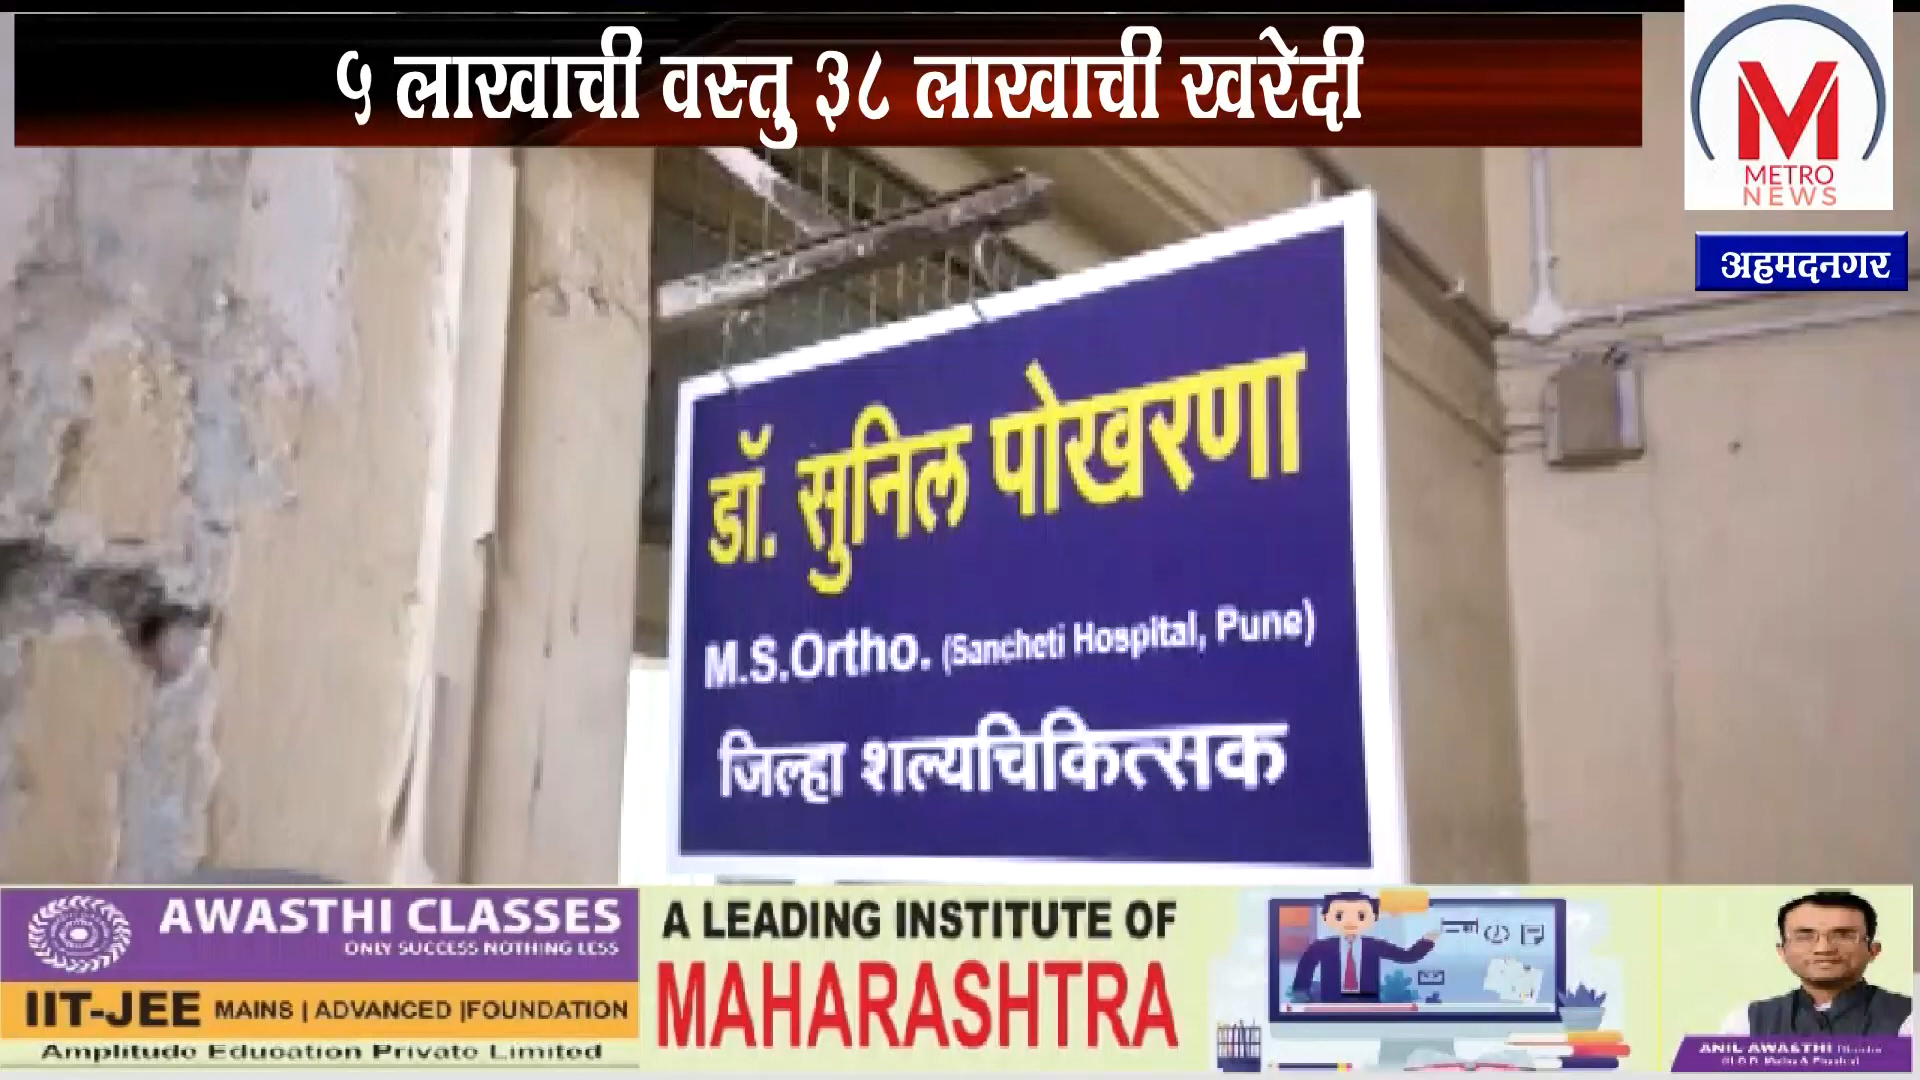 ५ लाखाची वस्तु ३८ लाखाची खरेदी
METRO
NEWS
अहमदनगर
डॉ. सुनिल पोखरणा
M.S.Ortho. (Sancheti Hospital, Pune)
जिल्हा शल्यचिकित्सक
AWASTHI CLASSES
ONLY SUCCESS NOTHING LESS
IIT-JEE MAINS | ADVANCED |FOUNDATION
Amplitude Education Private Limited
A LEADING INSTITUTE OF
MAHARASHTRA
ANIL AWASTHI